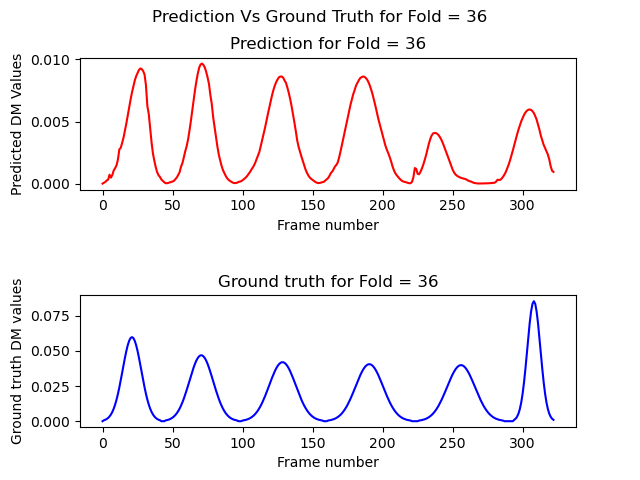 Prediction Vs Ground Truth for Fold = 36
Prediction for Fold = 36
Predicted DM Values
0.010
0.005
0.000
0 50 100 150 200 250 300
Frame number
Ground truth for Fold = 36
Ground truth DM values
0.075
0.050
0.025
0.000
0 50 100 150 200 250 300
Frame number